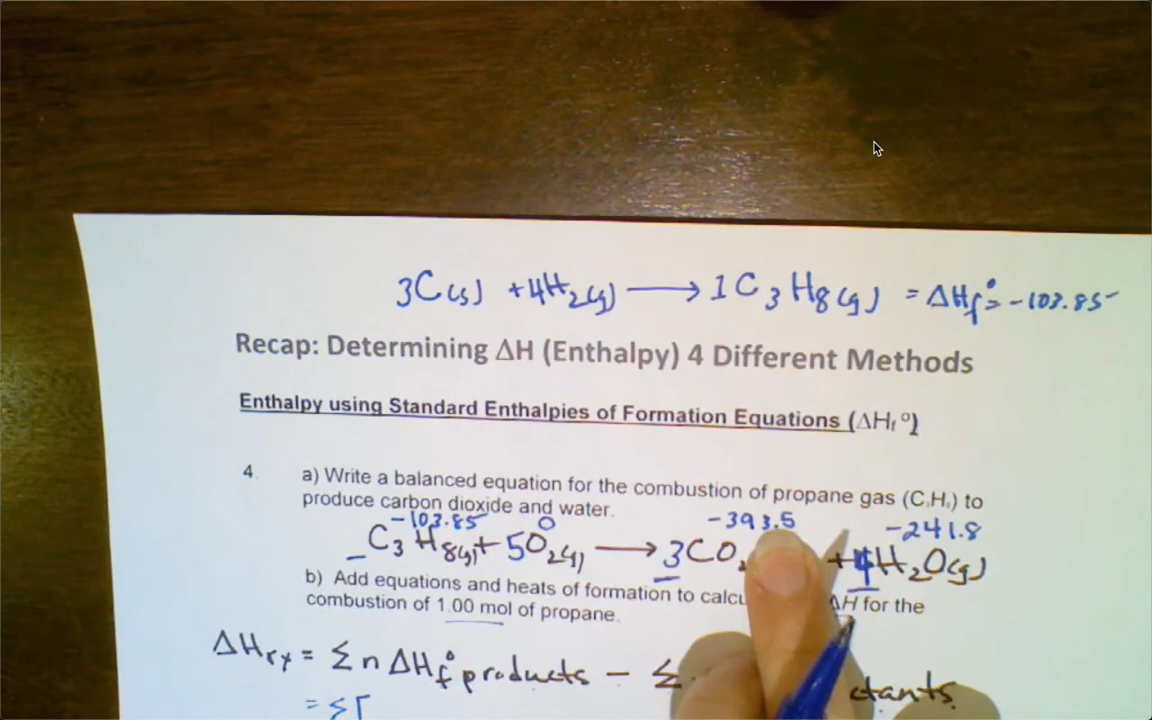 3C(s) + 4H2(g) ⟶ 1C3H8(g) = ΔHf° = -103.85
Recap: Determining ΔH (Enthalpy) 4 Different Methods
Enthalpy using Standard Enthalpies of Formation Equations (ΔHf°)
4. a) Write a balanced equation for the combustion of propane gas (C3H8) to
produce carbon dioxide and water.
-103.85 0 -393.5 -241.8
_C3H8(g) + 5O2(g) ⟶ 3CO2 + 4H2O(g)
b) Add equations and heats of formation to ΔH for the
combustion of 1.00 mol of propane.
ΔHrx = Σn ΔHf° products - Σ
= Σ[